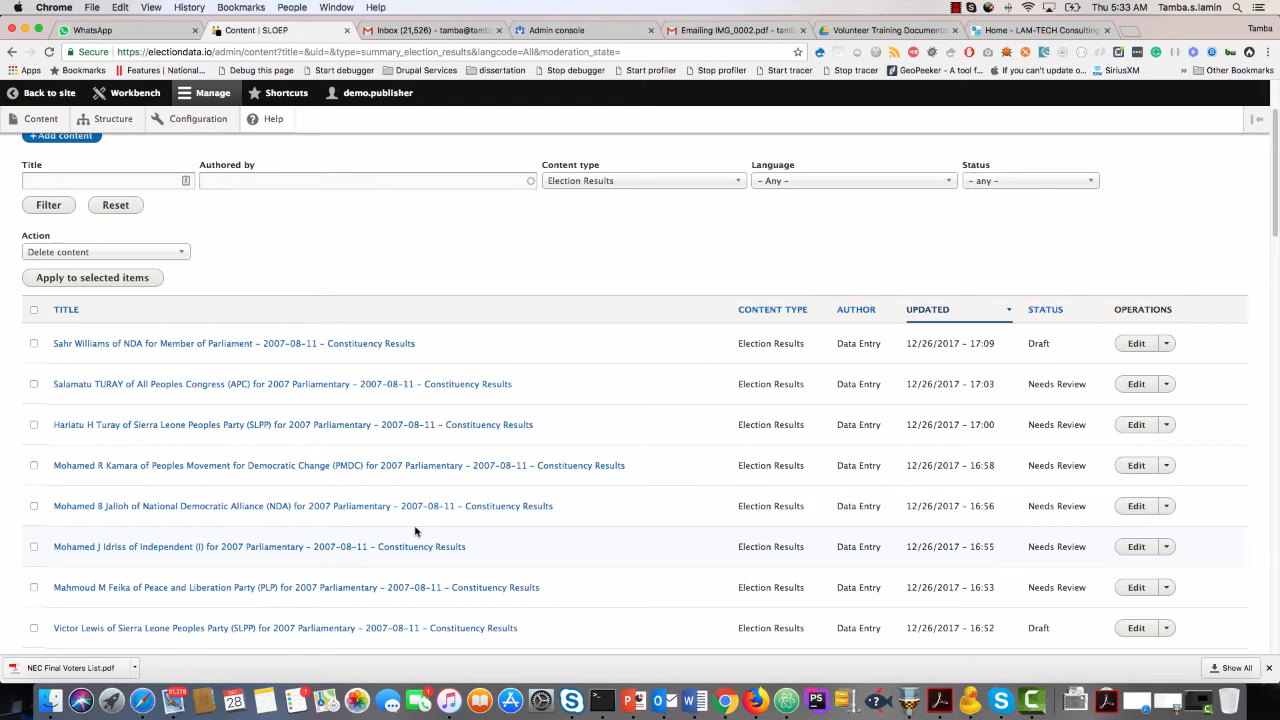 Chrome File Edit View History Bookmarks People Window Help Thu 5:33 AM Tamba.s.lamin
WhatsApp Content | SLOEP Inbox (21,526) - tamba@tamb Admin console Emailing IMG_0002.pdf - tamb Volunteer Training Documenta Home - LAM-TECH Consulting Tamba
Secure https://electiondata.io/admin/content?title=&uid=&type=summary_election_results&langcode=All&moderation_state=
Apps Bookmarks Features | National... Debug this page Start debugger Drupal Services dissertation Stop debugger Start profiler Stop profiler Start tracer Stop tracer GeoPeeker - A tool f... If you can't update i... SiriusXM Other Bookmarks
Back to site Workbench Manage Shortcuts demo.publisher
Content Structure Configuration Help
+Add content
Title Authored by Content type Language Status
Election Results - Any - - any -
Filter Reset
Action
Delete content
Apply to selected items
TITLE CONTENT TYPE AUTHOR UPDATED STATUS OPERATIONS
Sahr Williams of NDA for Member of Parliament - 2007-08-11 - Constituency Results Election Results Data Entry 12/26/2017 - 17:09 Draft Edit
Salamatu TURAY of All Peoples Congress (APC) for 2007 Parliamentary - 2007-08-11 - Constituency Results Election Results Data Entry 12/26/2017 - 17:03 Needs Review Edit
Hariatu H Turay of Sierra Leone Peoples Party (SLPP) for 2007 Parliamentary - 2007-08-11 - Constituency Results Election Results Data Entry 12/26/2017 - 17:00 Needs Review Edit
Mohamed R Kamara of Peoples Movement for Democratic Change (PMDC) for 2007 Parliamentary - 2007-08-11 - Constituency Results Election Results Data Entry 12/26/2017 - 16:58 Needs Review Edit
Mohamed B Jalloh of National Democratic Alliance (NDA) for 2007 Parliamentary - 2007-08-11 - Constituency Results Election Results Data Entry 12/26/2017 - 16:56 Needs Review Edit
Mohamed J Idriss of Independent (I) for 2007 Parliamentary - 2007-08-11 - Constituency Results Election Results Data Entry 12/26/2017 - 16:55 Needs Review Edit
Mahmoud M Feika of Peace and Liberation Party (PLP) for 2007 Parliamentary - 2007-08-11 - Constituency Results Election Results Data Entry 12/26/2017 - 16:53 Needs Review Edit
Victor Lewis of Sierra Leone Peoples Party (SLPP) for 2007 Parliamentary - 2007-08-11 - Constituency Results Election Results Data Entry 12/26/2017 - 16:52 Draft Edit
NEC Final Voters List.pdf Show All